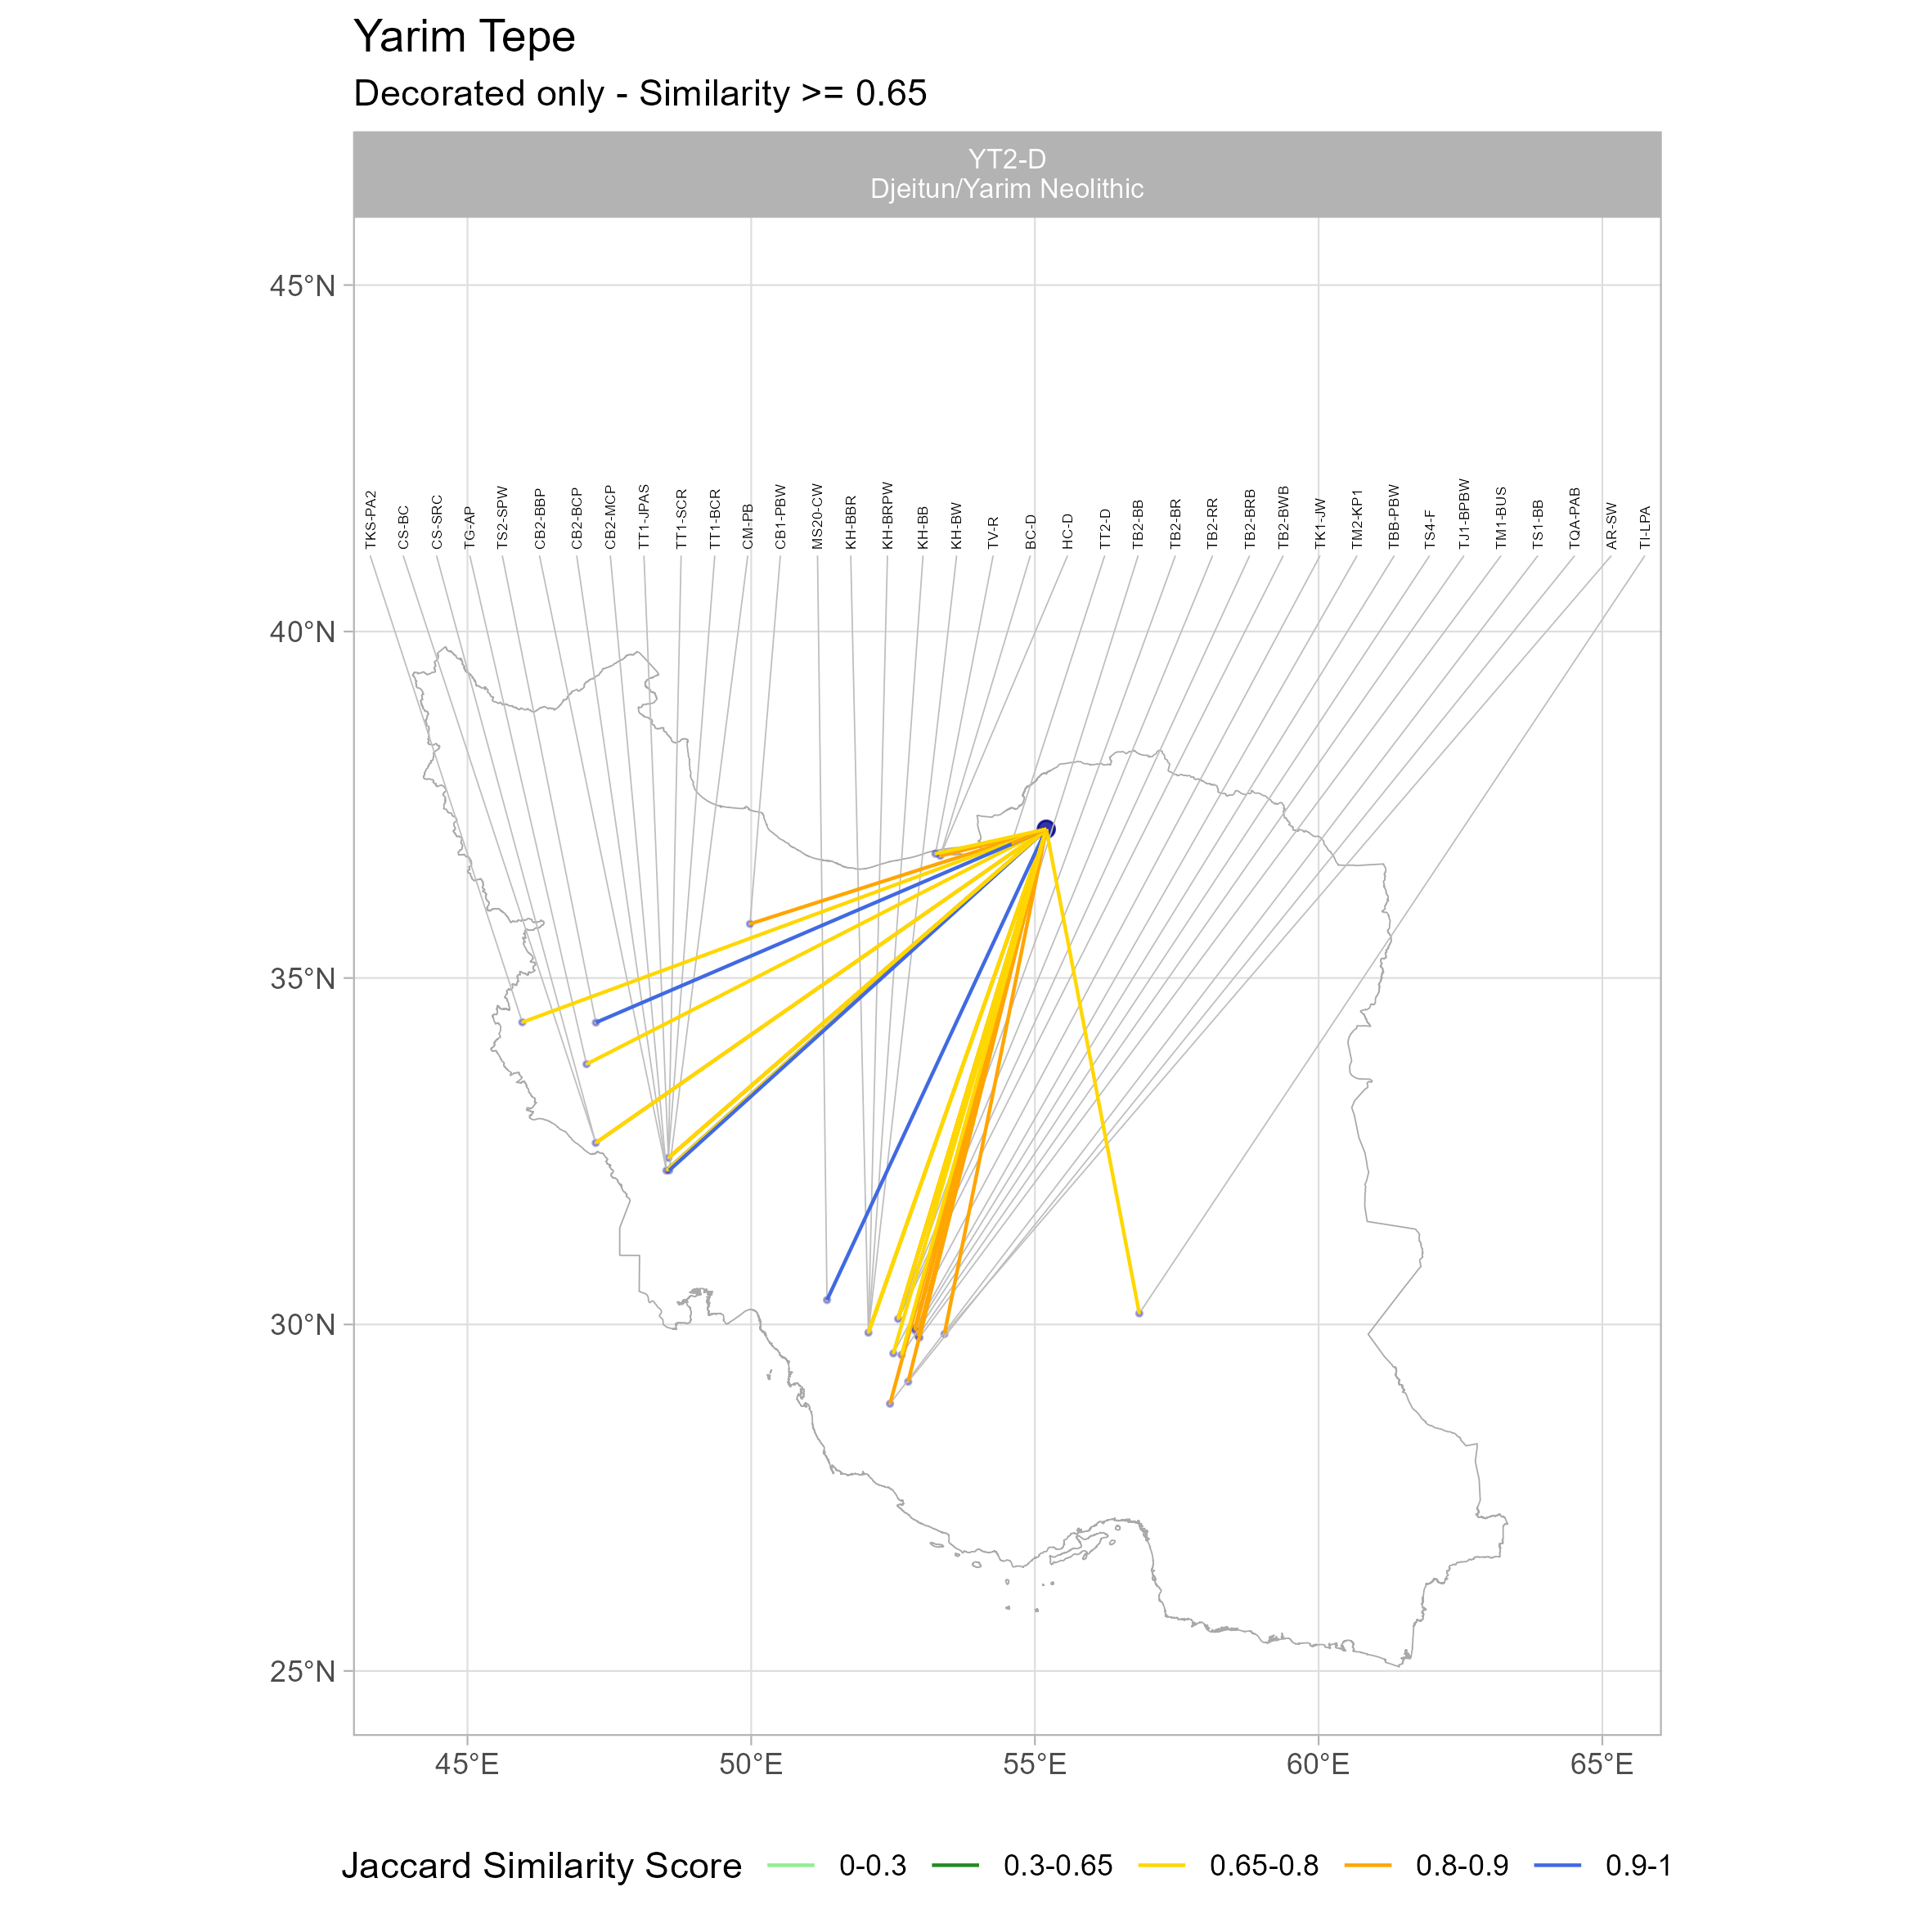 Yarim Tepe
Decorated only - Similarity >= 0.65
YT2-D
Djeitun/Yarim Neolithic
45°N
TKS-PA2
CS-BC
CS-SRC
TG-AP
TS2-SPW
CB2-BBP
CB2-BCP
CB2-MCP
TT1-JPAS
TT1-SCR
TT1-BCR
CM-PB
CB1-PBW
MS20-CW
KH-BBR
KH-BRPW
KH-BB
KH-BW
TV-R
BC-D
HC-D
TT2-D
TB2-BB
TB2-BR
TB2-RR
TB2-BRB
TB2-BWB
TK1-JW
TM2-KP1
TBB-PBW
TS4-F
TJ1-BPBW
TM1-BUS
TS1-BB
TQA-PAB
AR-SW
TI-LPA
40°N
35°N
30°N
25°N
45°E 50°E 55°E 60°E 65°E
Jaccard Similarity Score 0-0.3 0.3-0.65 0.65-0.8 0.8-0.9 0.9-1